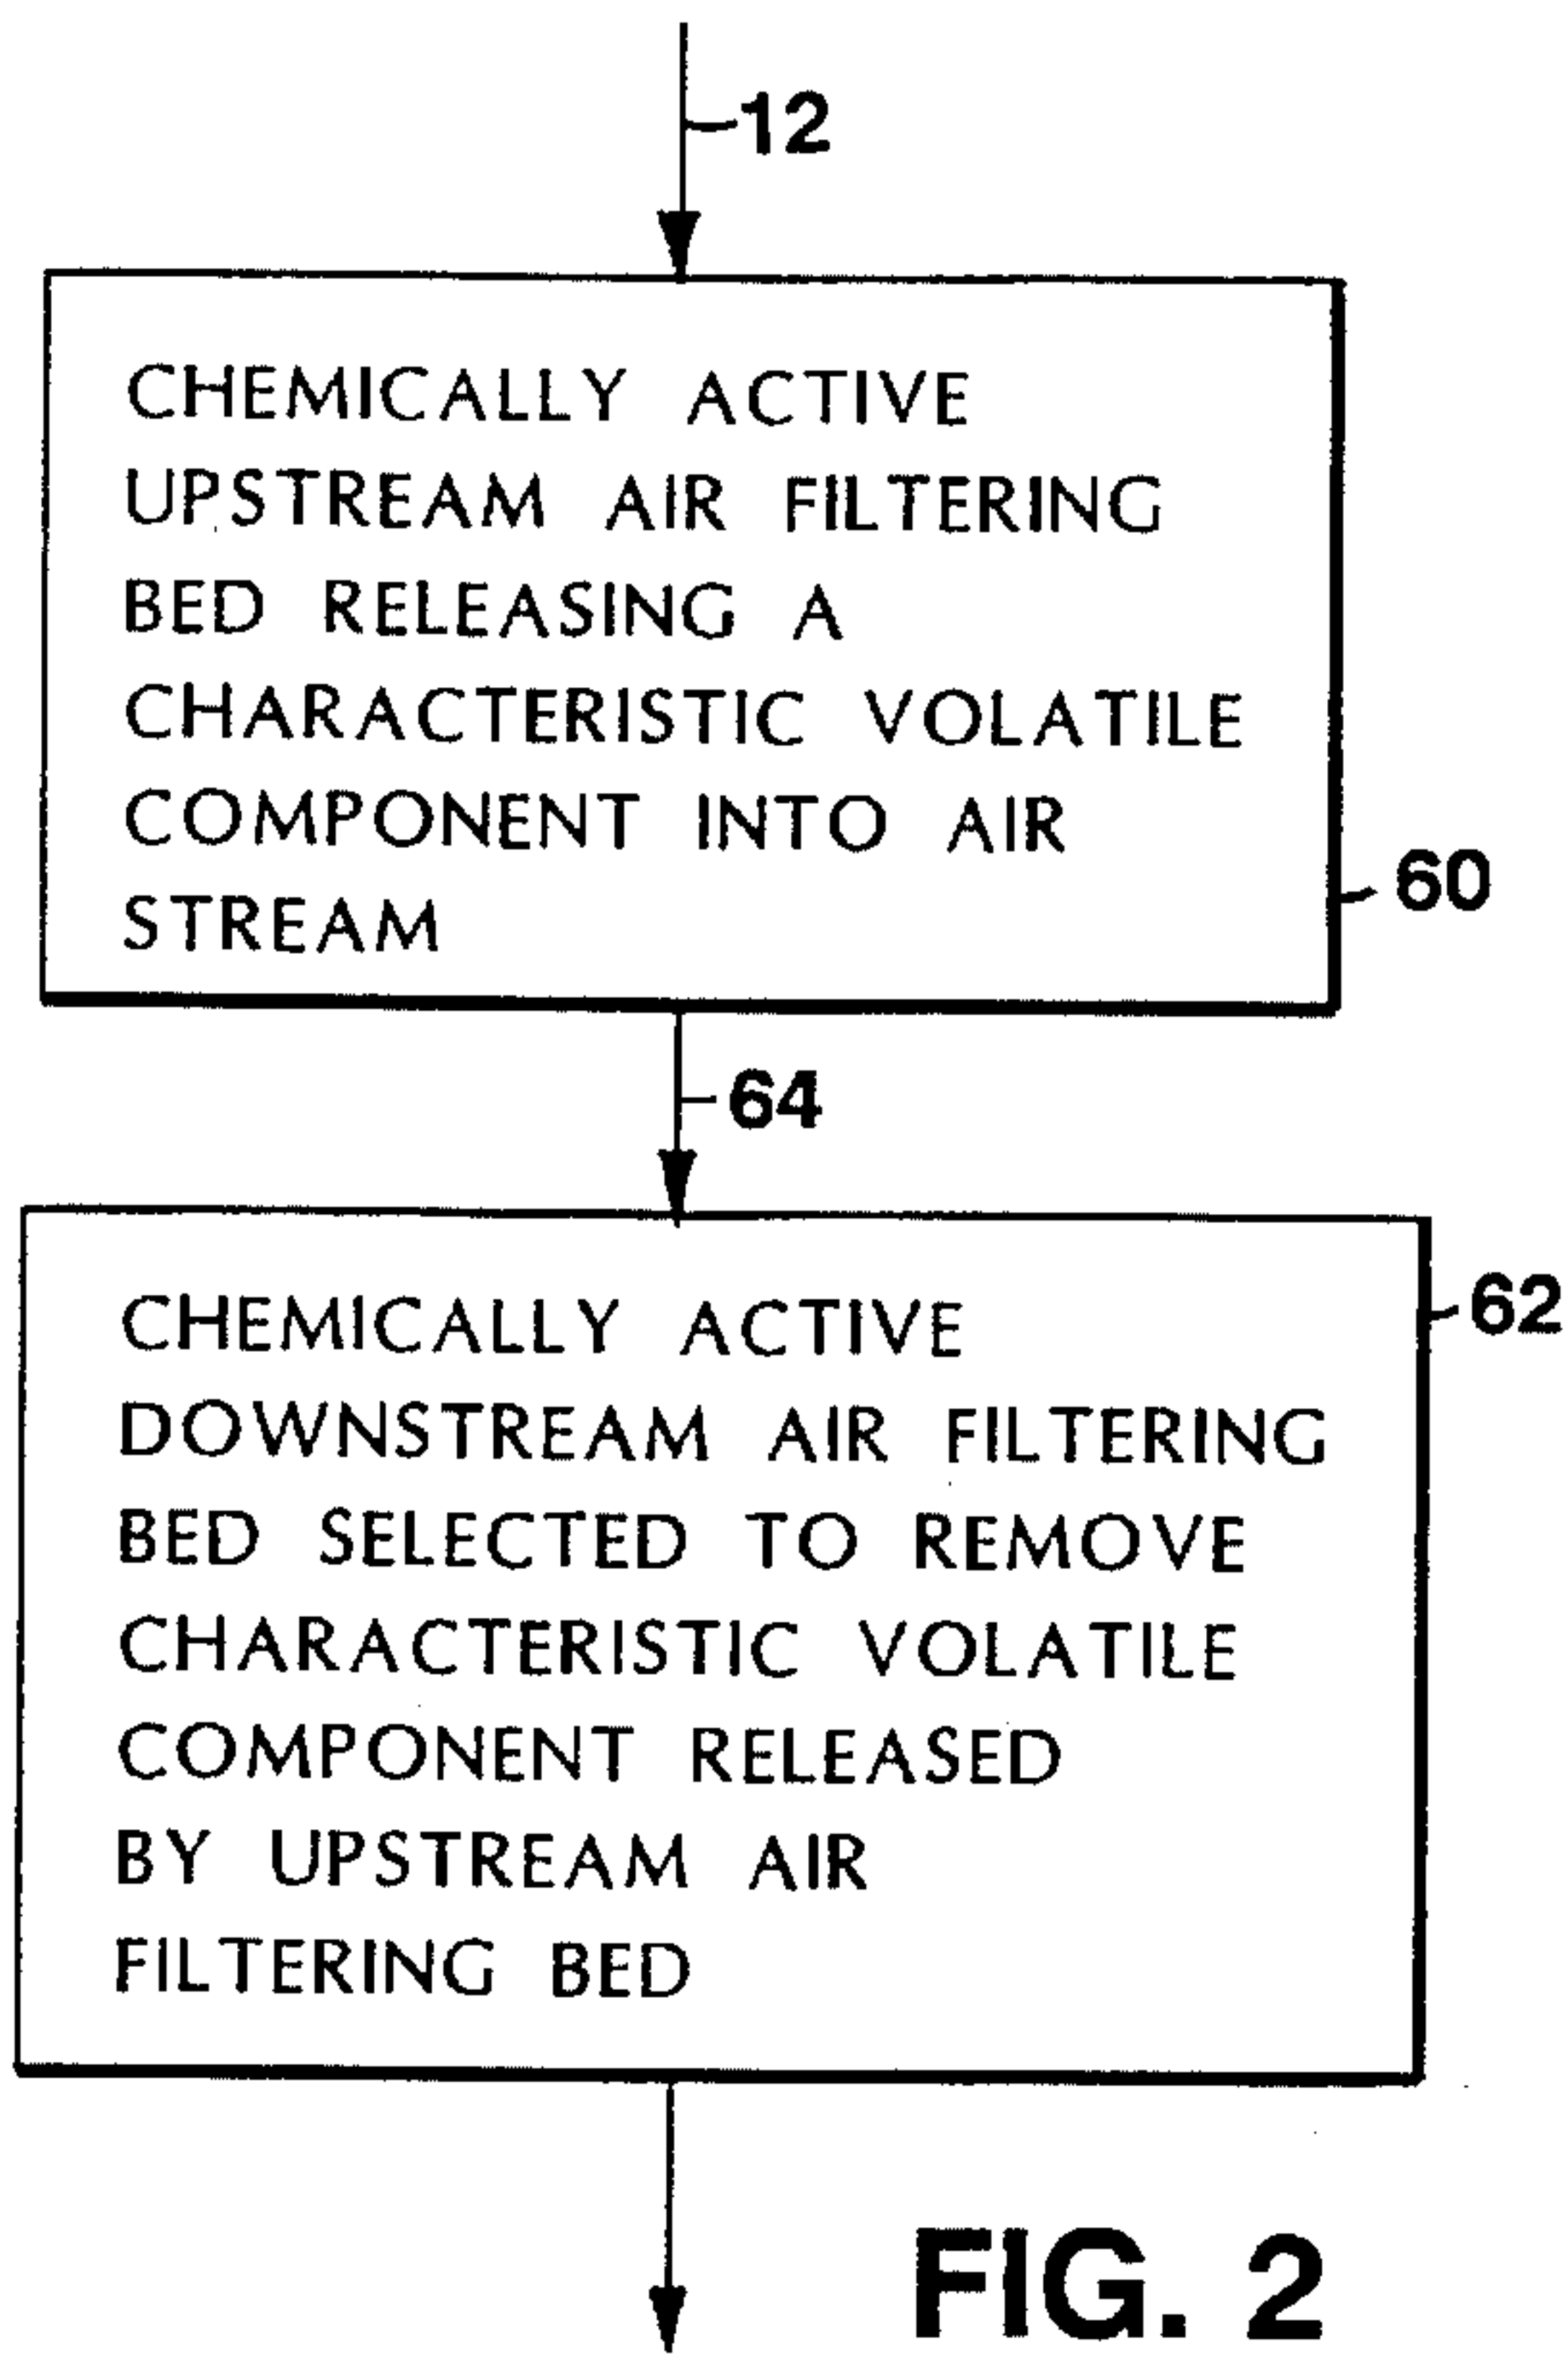 12
CHEMICALLY ACTIVE
UPSTREAM AIR FILTERING
BED RELEASING A
CHARACTERISTIC VOLATILE
COMPONENT INTO AIR
STREAM
60
64
CHEMICALLY ACTIVE
DOWNSTREAM AIR FILTERING
BED SELECTED TO REMOVE
CHARACTERISTIC VOLATILE
COMPONENT RELEASED
BY UPSTREAM AIR
FILTERING BED
62
FIG. 2